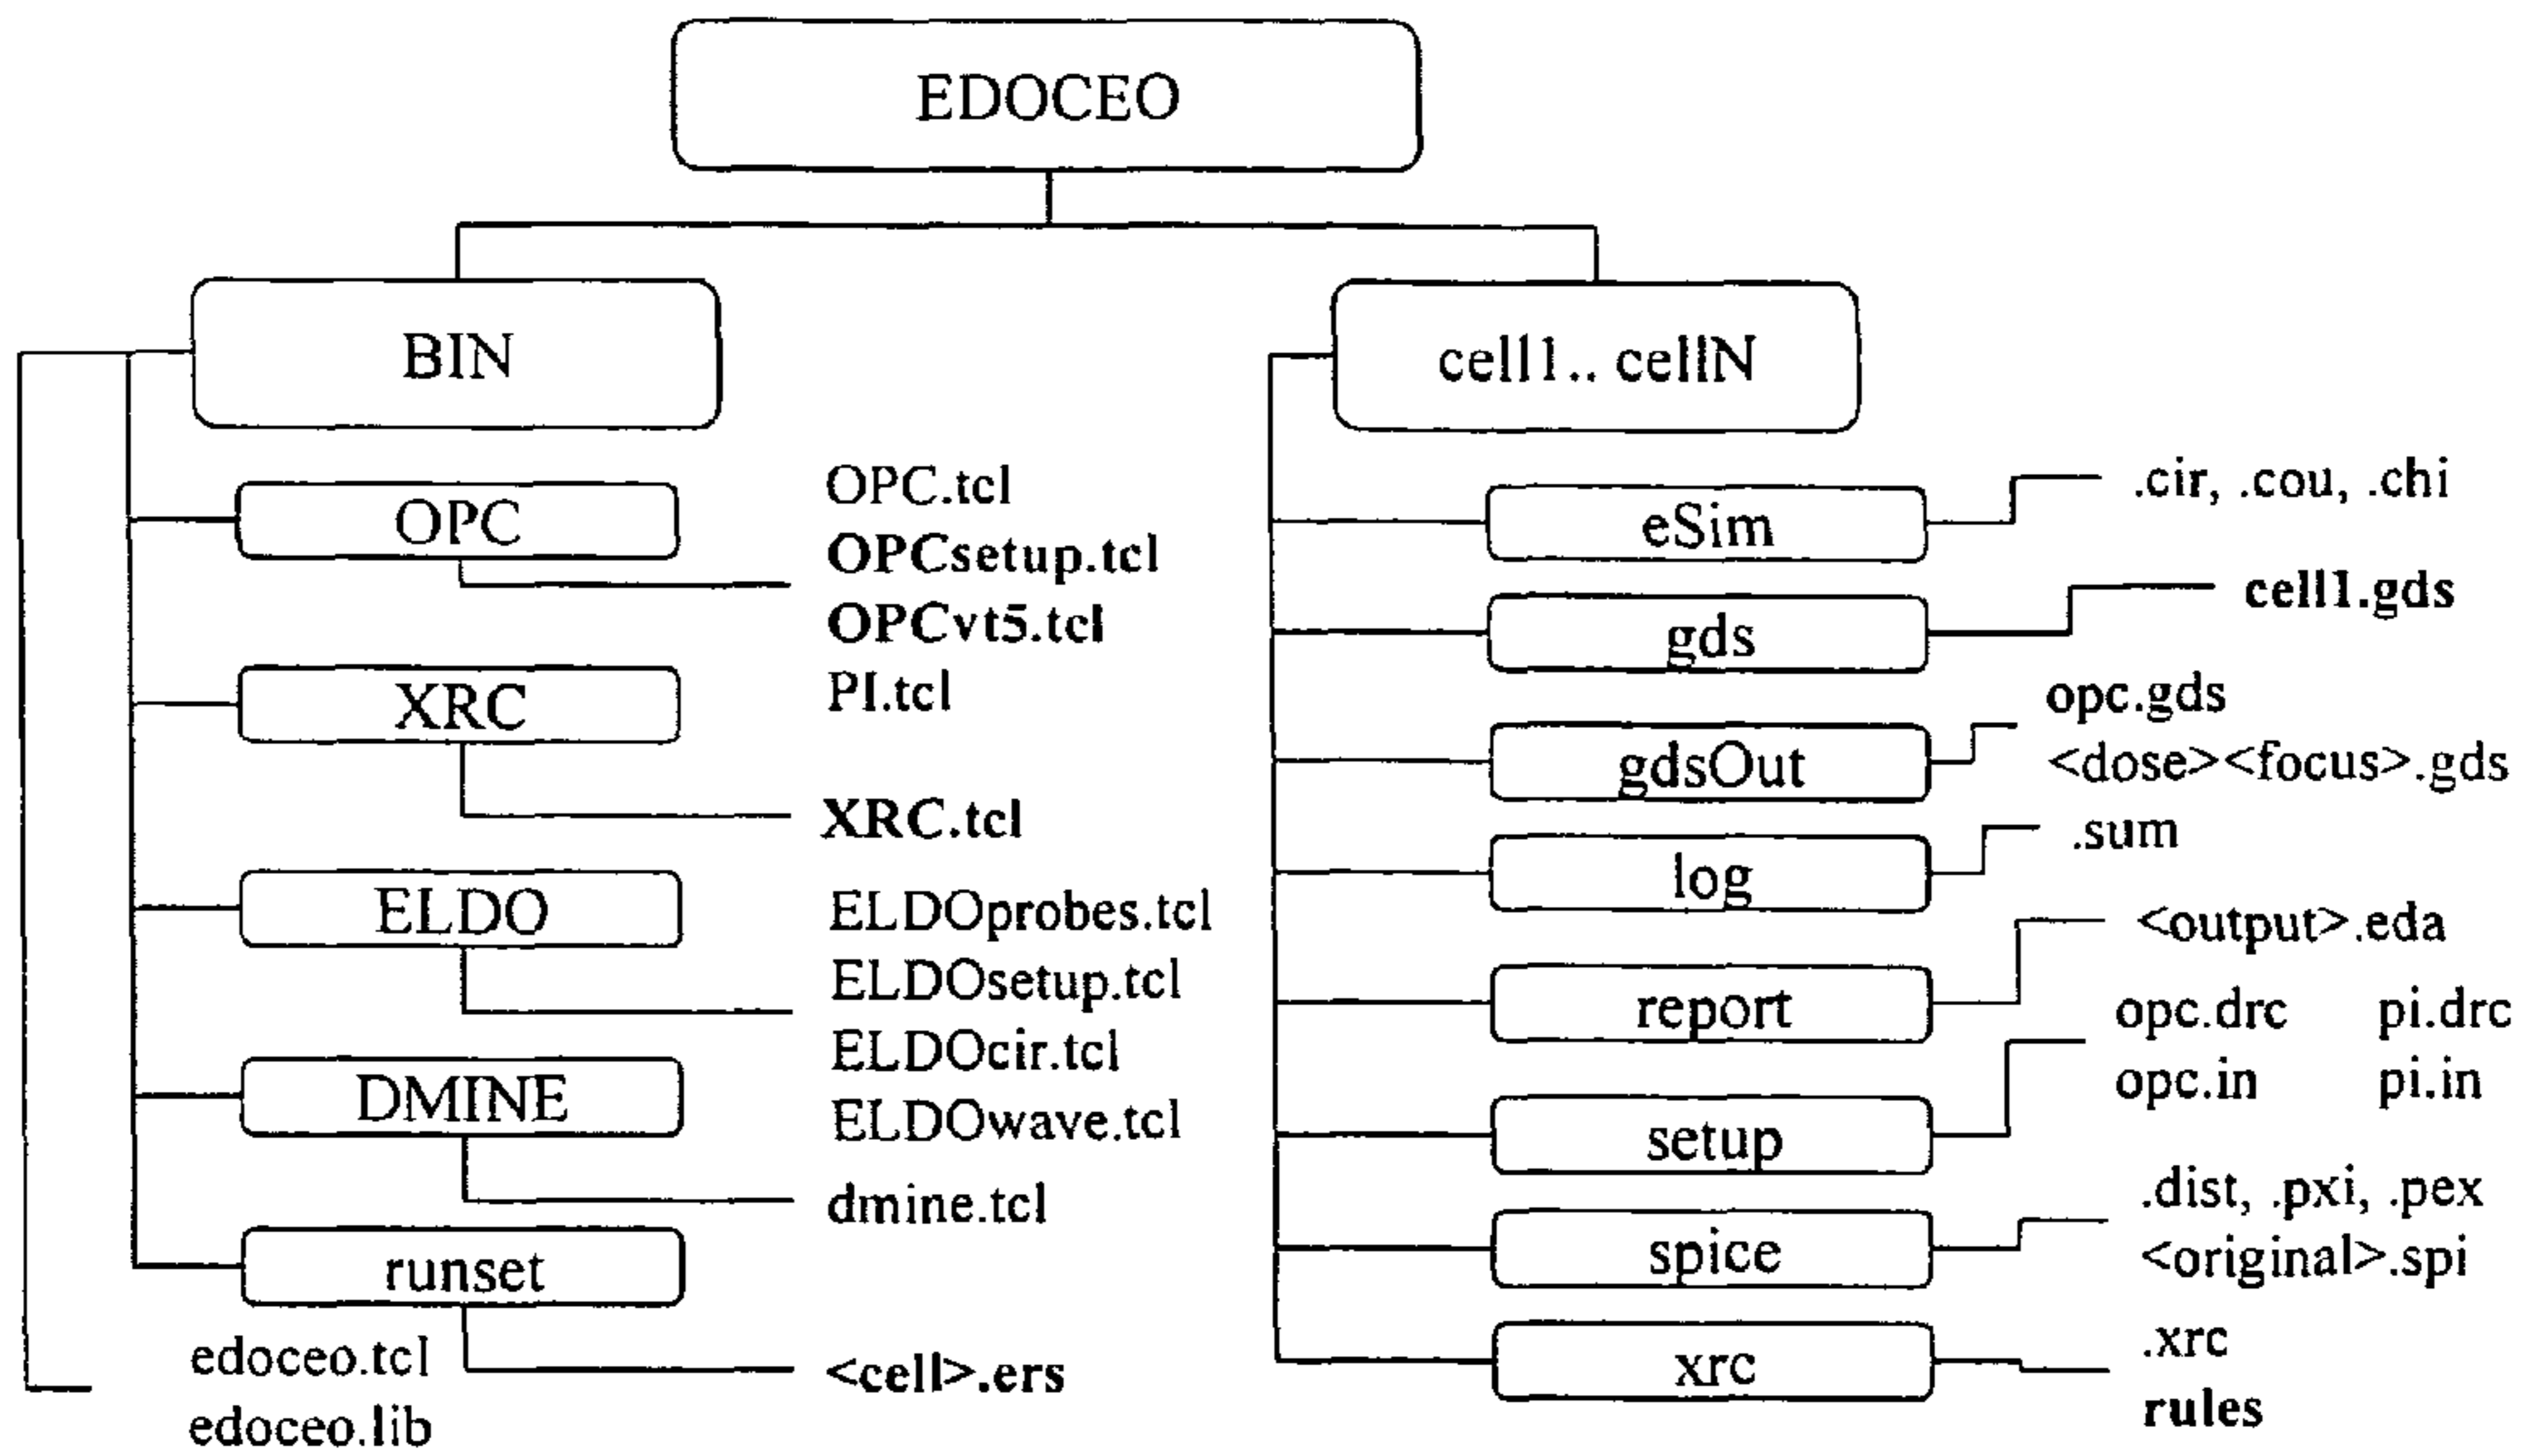 EDOCEO
BIN
OPC
OPC.tcl
OPCsetup.tcl
OPCvt5.tcl
PI.tcl
XRC
XRC.tcl
ELDO
ELDOprobes.tcl
ELDOsetup.tcl
ELDOcir.tcl
ELDOwave.tcl
DMINE
dmine.tcl
runset
<cell>.ers
edoceo.tcl
edoceo.lib
cell1.. cellN
eSim
.cir, .cou, .chi
gds
cell1.gds
gdsOut
opc.gds
<dose><focus>.gds
log
.sum
report
<output>.eda
setup
opc.drc pi.drc
opc.in pi.in
spice
.dist, .pxi, .pex
<original>.spi
xrc
.xrc
rules